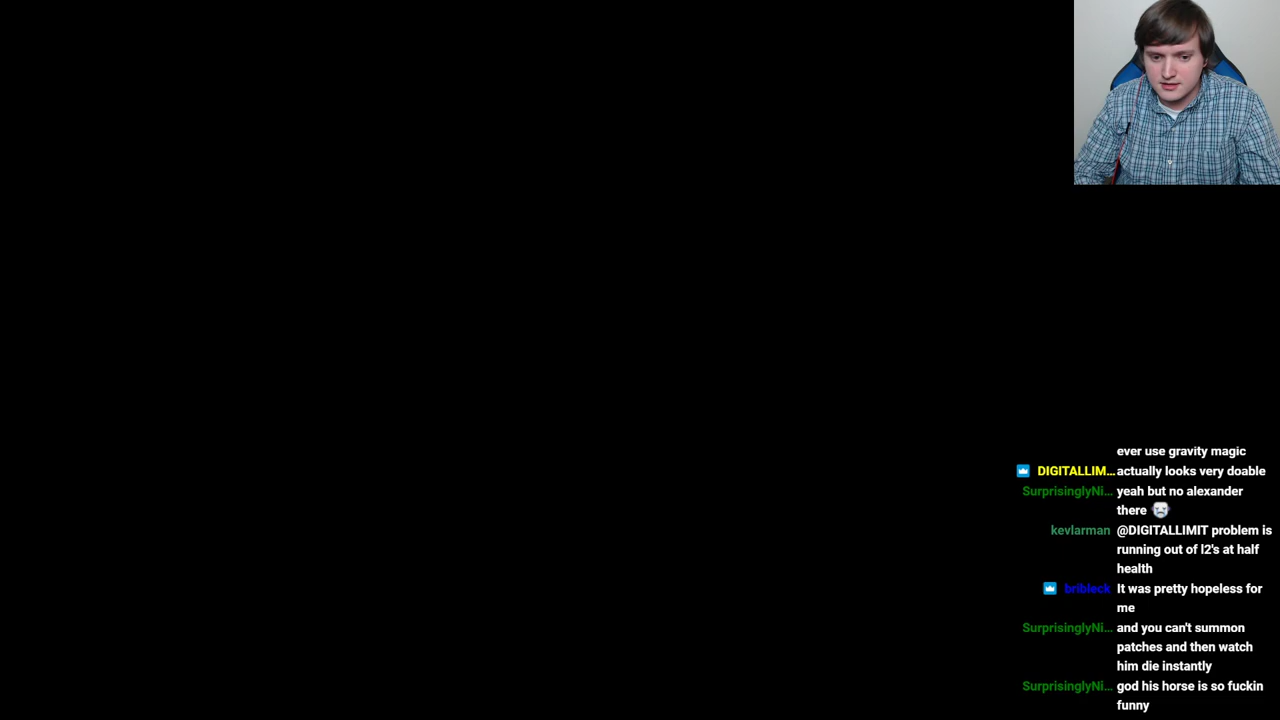 ever use gravity magic
DIGITALLIM... actually looks very doable
SurprisinglyNi... yeah but no alexander
there
kevlarman @DIGITALLIMIT problem is
running out of l2's at half
health
bribleck It was pretty hopeless for
me
SurprisinglyNi... and you can't summon
patches and then watch
him die instantly
SurprisinglyNi... god his horse is so fuckin
funny